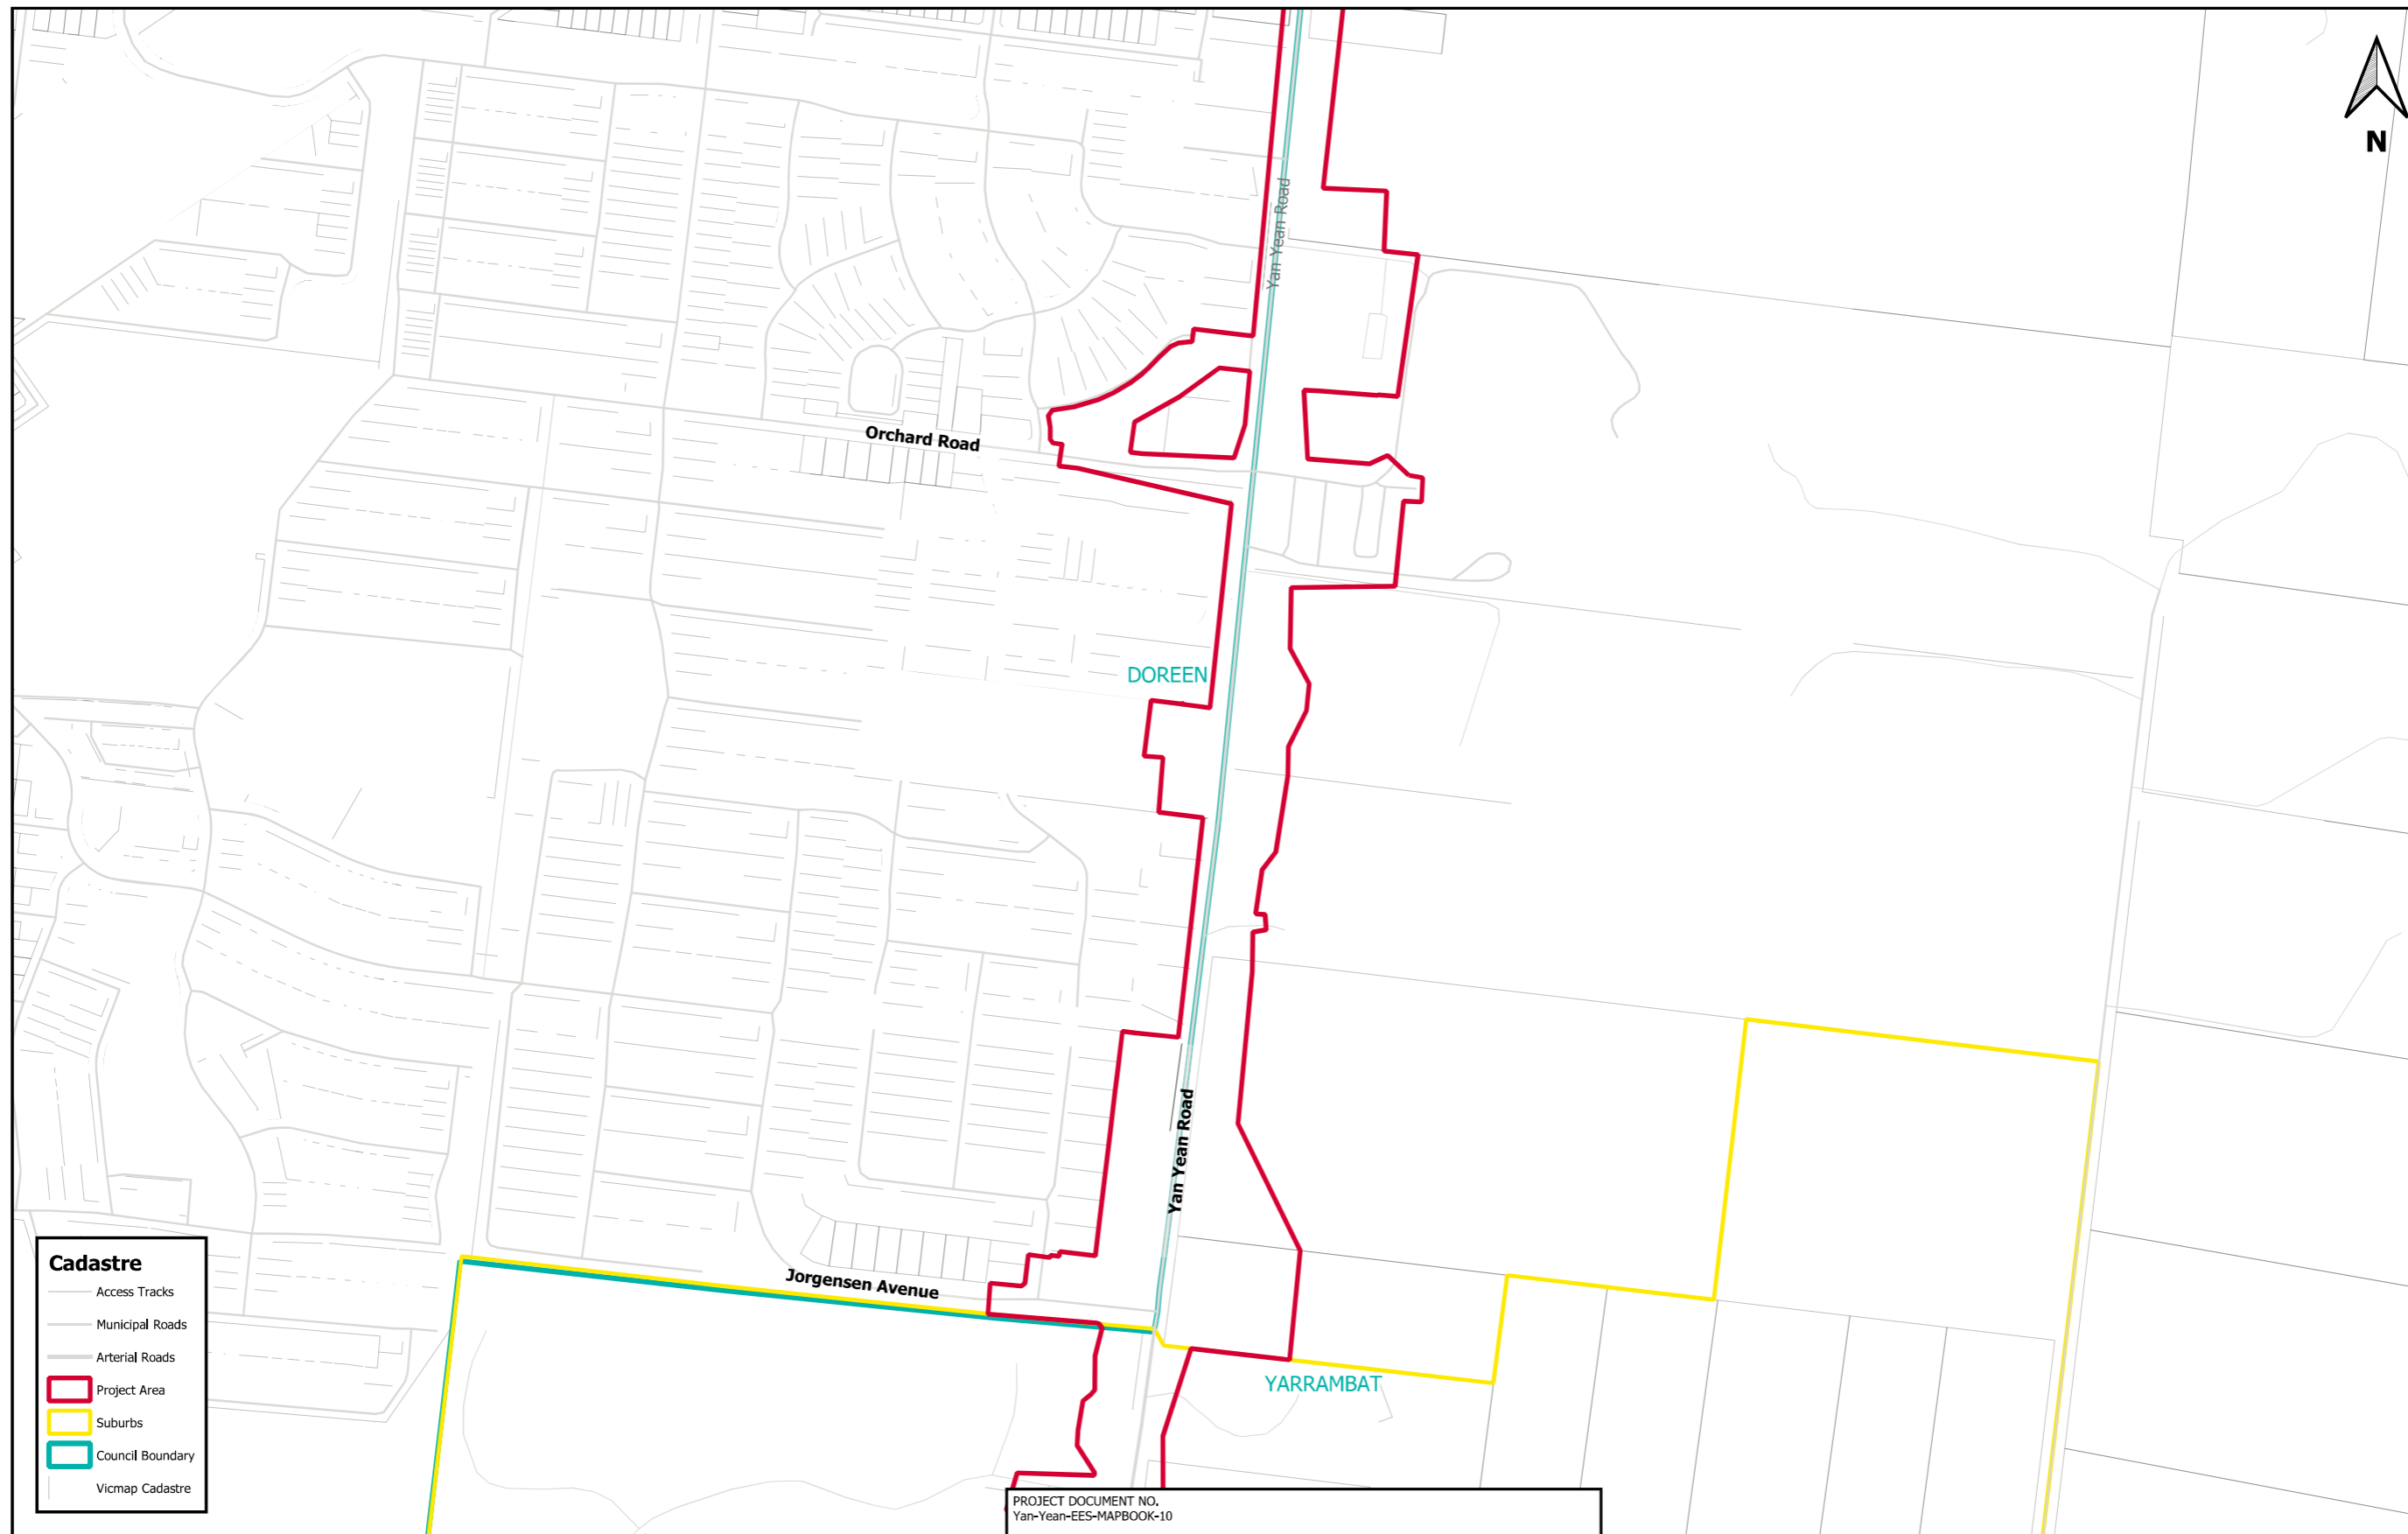 N
Yan Yean Road
Orchard Road
DOREEN
Yan Yean Road
Jorgensen Avenue
YARRAMBAT
Cadastre
Access Tracks
Municipal Roads
Arterial Roads
Project Area
Suburbs
Council Boundary
Vicmap Cadastre
PROJECT DOCUMENT NO.
Yan-Yean-EES-MAPBOOK-10